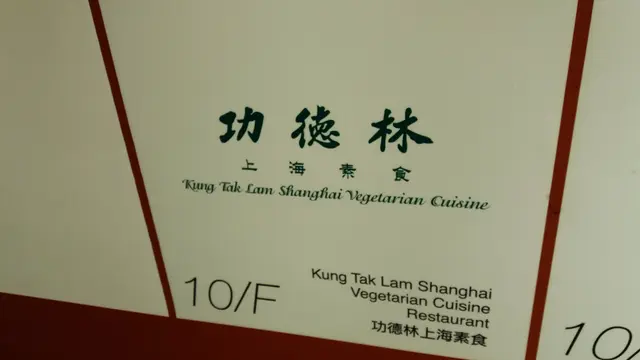 功德林
上海素食
Kung Tak Lam Shanghai Vegetarian Cuisine
10/F
Kung Tak Lam Shanghai
Vegetarian Cuisine
Restaurant
功德林上海素食
10/